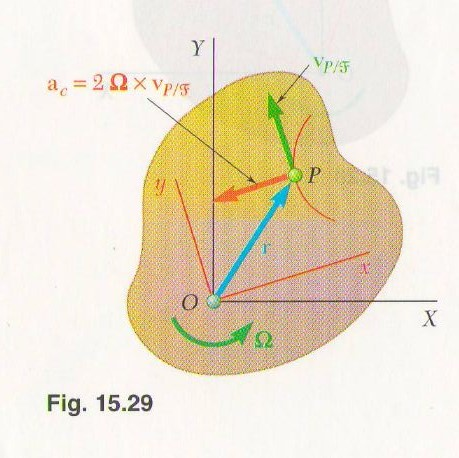 Y
v_P/𝔉
a_c = 2 Ω × v_P/𝔉
P
y
r
x
O
X
Ω
Fig. 15.29